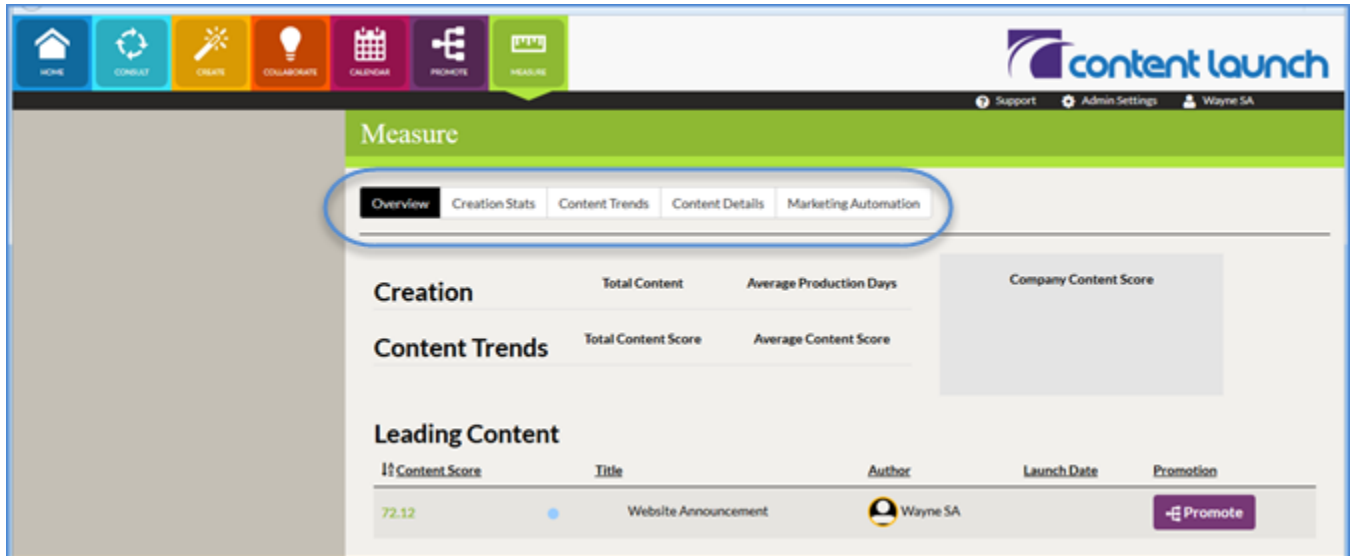 HOME CONSULT CREATE COLLABORATE CALENDAR PROMOTE MEASURE
content launch
Support Admin Settings Wayne SA
Measure
Overview Creation Stats Content Trends Content Details Marketing Automation
Creation Total Content Average Production Days
Company Content Score
Content Trends Total Content Score Average Content Score
Leading Content
Content Score Title Author Launch Date Promotion
72.12 Website Announcement Wayne SA Promote